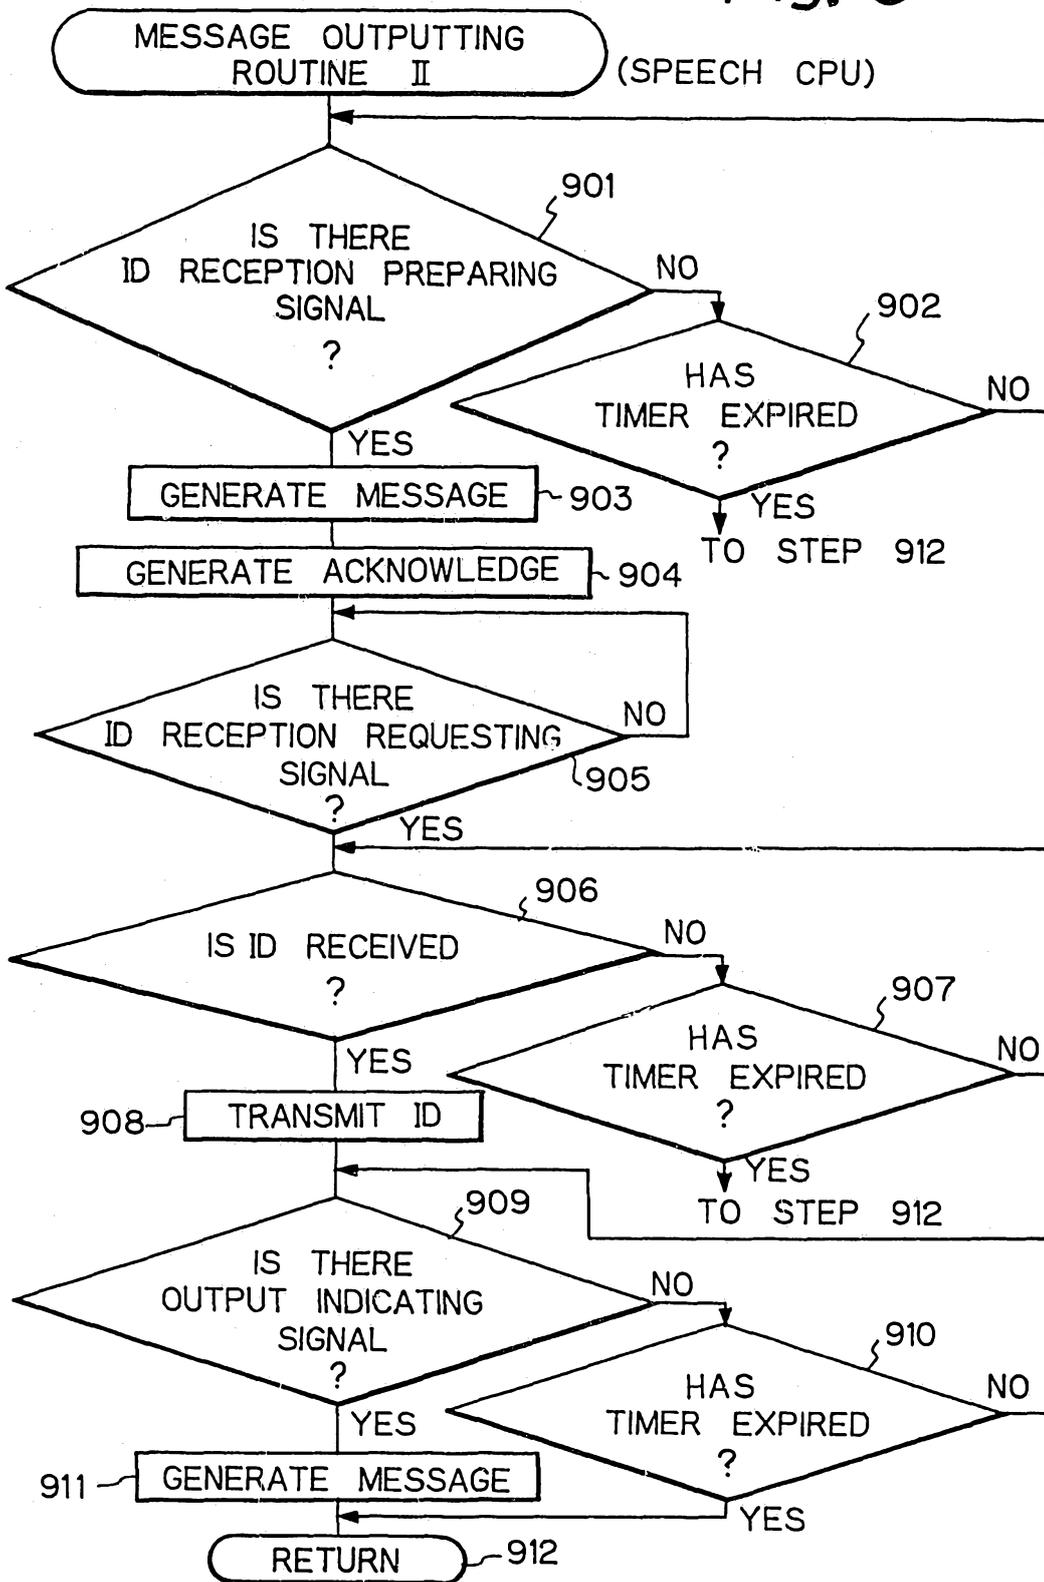 MESSAGE OUTPUTTING
ROUTINE II
(SPEECH CPU)
901
IS THERE
ID RECEPTION PREPARING
SIGNAL
?
NO
902
HAS
TIMER EXPIRED
?
NO
YES
YES
TO STEP 912
GENERATE MESSAGE
903
GENERATE ACKNOWLEDGE
904
IS THERE
ID RECEPTION REQUESTING
SIGNAL
?
NO
905
YES
906
IS ID RECEIVED
?
NO
907
HAS
TIMER EXPIRED
?
NO
YES
YES
TO STEP 912
908
TRANSMIT ID
909
IS THERE
OUTPUT INDICATING
SIGNAL
?
NO
910
HAS
TIMER EXPIRED
?
NO
YES
YES
911
GENERATE MESSAGE
RETURN
912